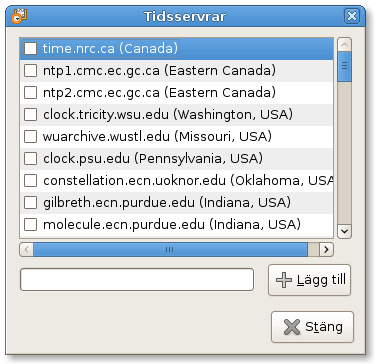 Tidsservrar
time.nrc.ca (Canada)
ntp1.cmc.ec.gc.ca (Eastern Canada)
ntp2.cmc.ec.gc.ca (Eastern Canada)
clock.tricity.wsu.edu (Washington, USA)
wuarchive.wustl.edu (Missouri, USA)
clock.psu.edu (Pennsylvania, USA)
constellation.ecn.uoknor.edu (Oklahoma, USA
gilbreth.ecn.purdue.edu (Indiana, USA)
molecule.ecn.purdue.edu (Indiana, USA)
Lägg till
Stäng